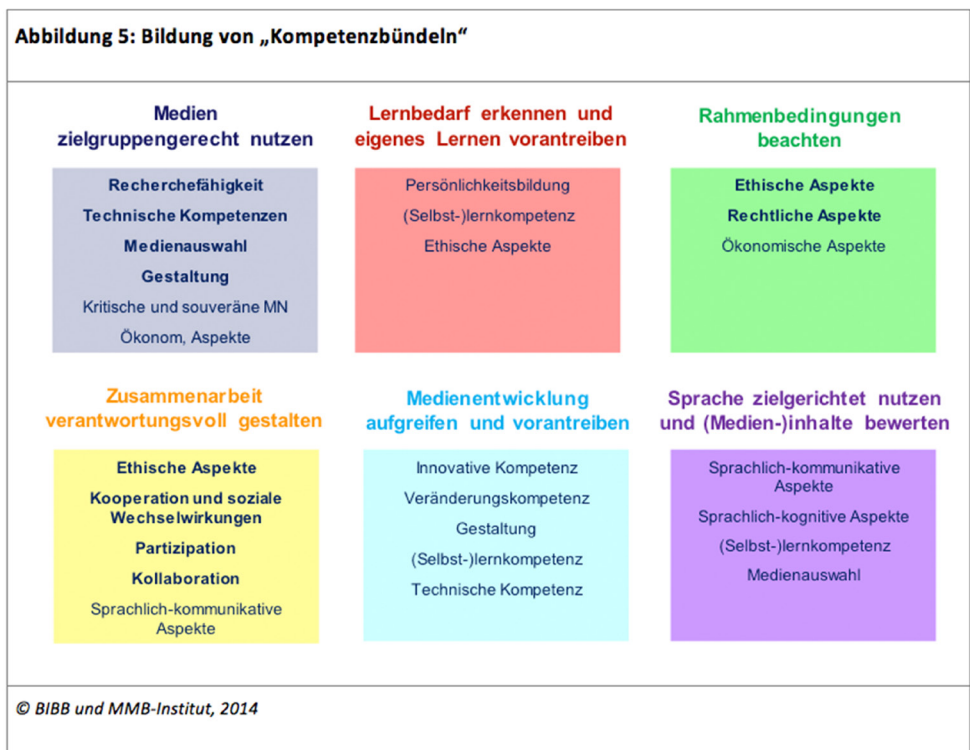 Abbildung 5: Bildung von „Kompetenzbündeln“
Medien
zielgruppengerecht nutzen
Recherchefähigkeit
Technische Kompetenzen
Medienauswahl
Gestaltung
Kritische und souveräne MN
Ökonom, Aspekte
Lernbedarf erkennen und
eigenes Lernen vorantreiben
Persönlichkeitsbildung
(Selbst-)lernkompetenz
Ethische Aspekte
Rahmenbedingungen
beachten
Ethische Aspekte
Rechtliche Aspekte
Ökonomische Aspekte
Zusammenarbeit
verantwortungsvoll gestalten
Ethische Aspekte
Kooperation und soziale
Wechselwirkungen
Partizipation
Kollaboration
Sprachlich-kommunikative
Aspekte
Medienentwicklung
aufgreifen und vorantreiben
Innovative Kompetenz
Veränderungskompetenz
Gestaltung
(Selbst-)lernkompetenz
Technische Kompetenz
Sprache zielgerichtet nutzen
und (Medien-)inhalte bewerten
Sprachlich-kommunikative
Aspekte
Sprachlich-kognitive Aspekte
(Selbst-)lernkompetenz
Medienauswahl
© BIBB und MMB-Institut, 2014